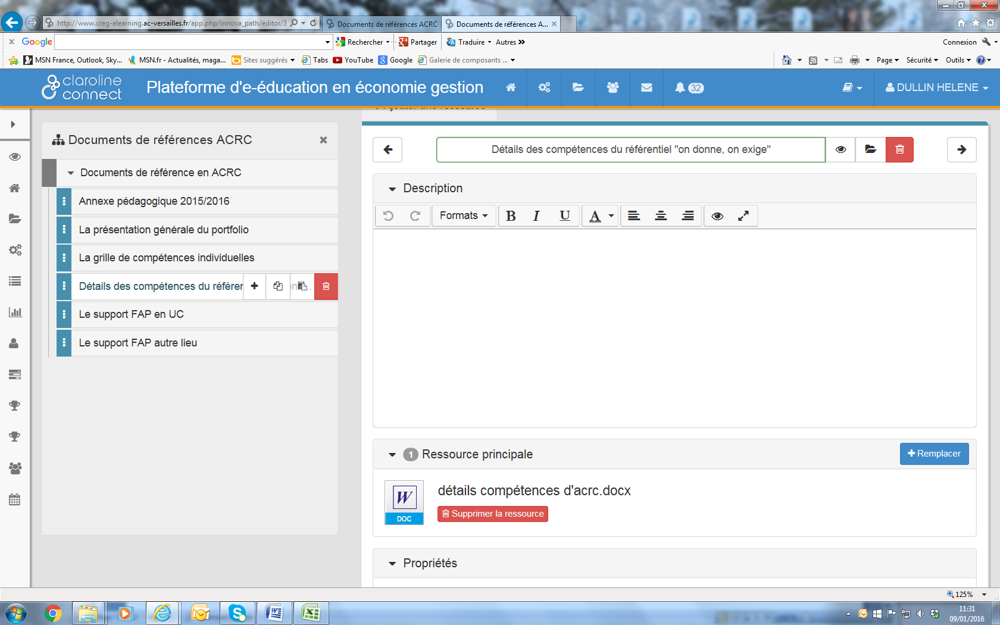 http://www.creg-elearning.ac-versailles.fr/app.php/innova_path/editor/3
Documents de références ACRC
Documents de références A...
Google
Rechercher
Partager
Traduire
Autres
Connexion
MSN France, Outlook, Sky...
MSN.fr - Actualités, maga...
Sites suggérés
Tabs
YouTube
Google
Galerie de composants ...
Page
Sécurité
Outils
claroline
connect
Plateforme d'e-éducation en économie gestion
32
DULLIN HELENE
Documents de références ACRC
Documents de référence en ACRC
Annexe pédagogique 2015/2016
La présentation générale du portfolio
La grille de compétences individuelles
Détails des compétences du référer
Le support FAP en UC
Le support FAP autre lieu
Détails des compétences du référentiel "on donne, on exige"
Description
Formats
B I U A
1 Ressource principale
Remplacer
W
DOC
détails compétences d'acrc.docx
Supprimer la ressource
Propriétés
125%
11:31
09/01/2016